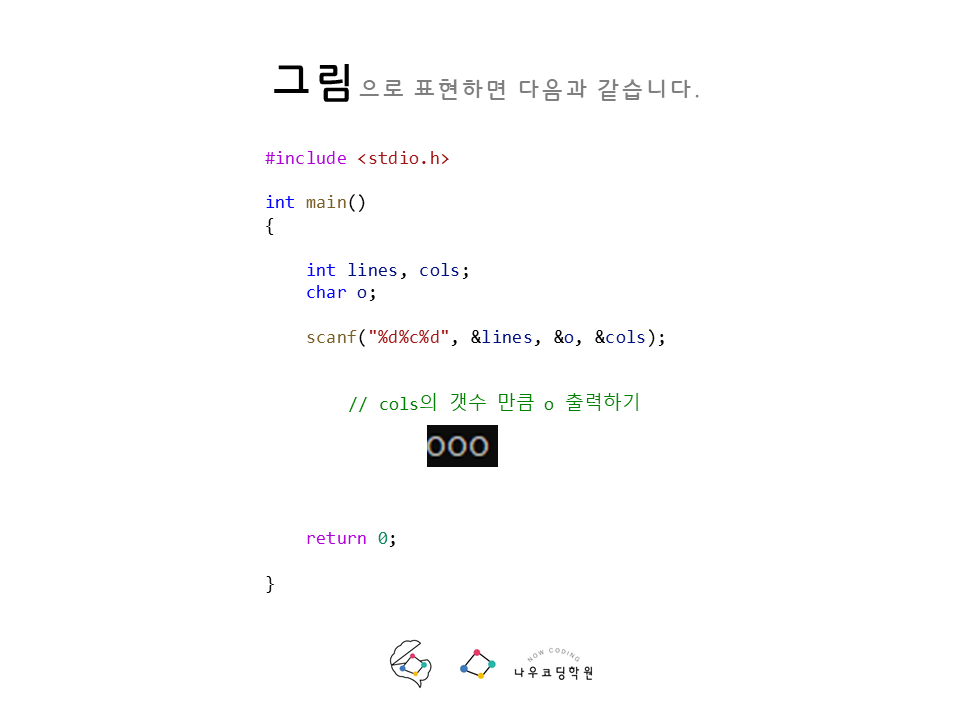 그림으로 표현하면 다음과 같습니다.
#include <stdio.h>
int main()
{
int lines, cols;
char o;
scanf("%d%c%d", &lines, &o, &cols);
// cols의 갯수 만큼 o 출력하기
ooo
return 0;
}
NOW CODING
나우코딩학원